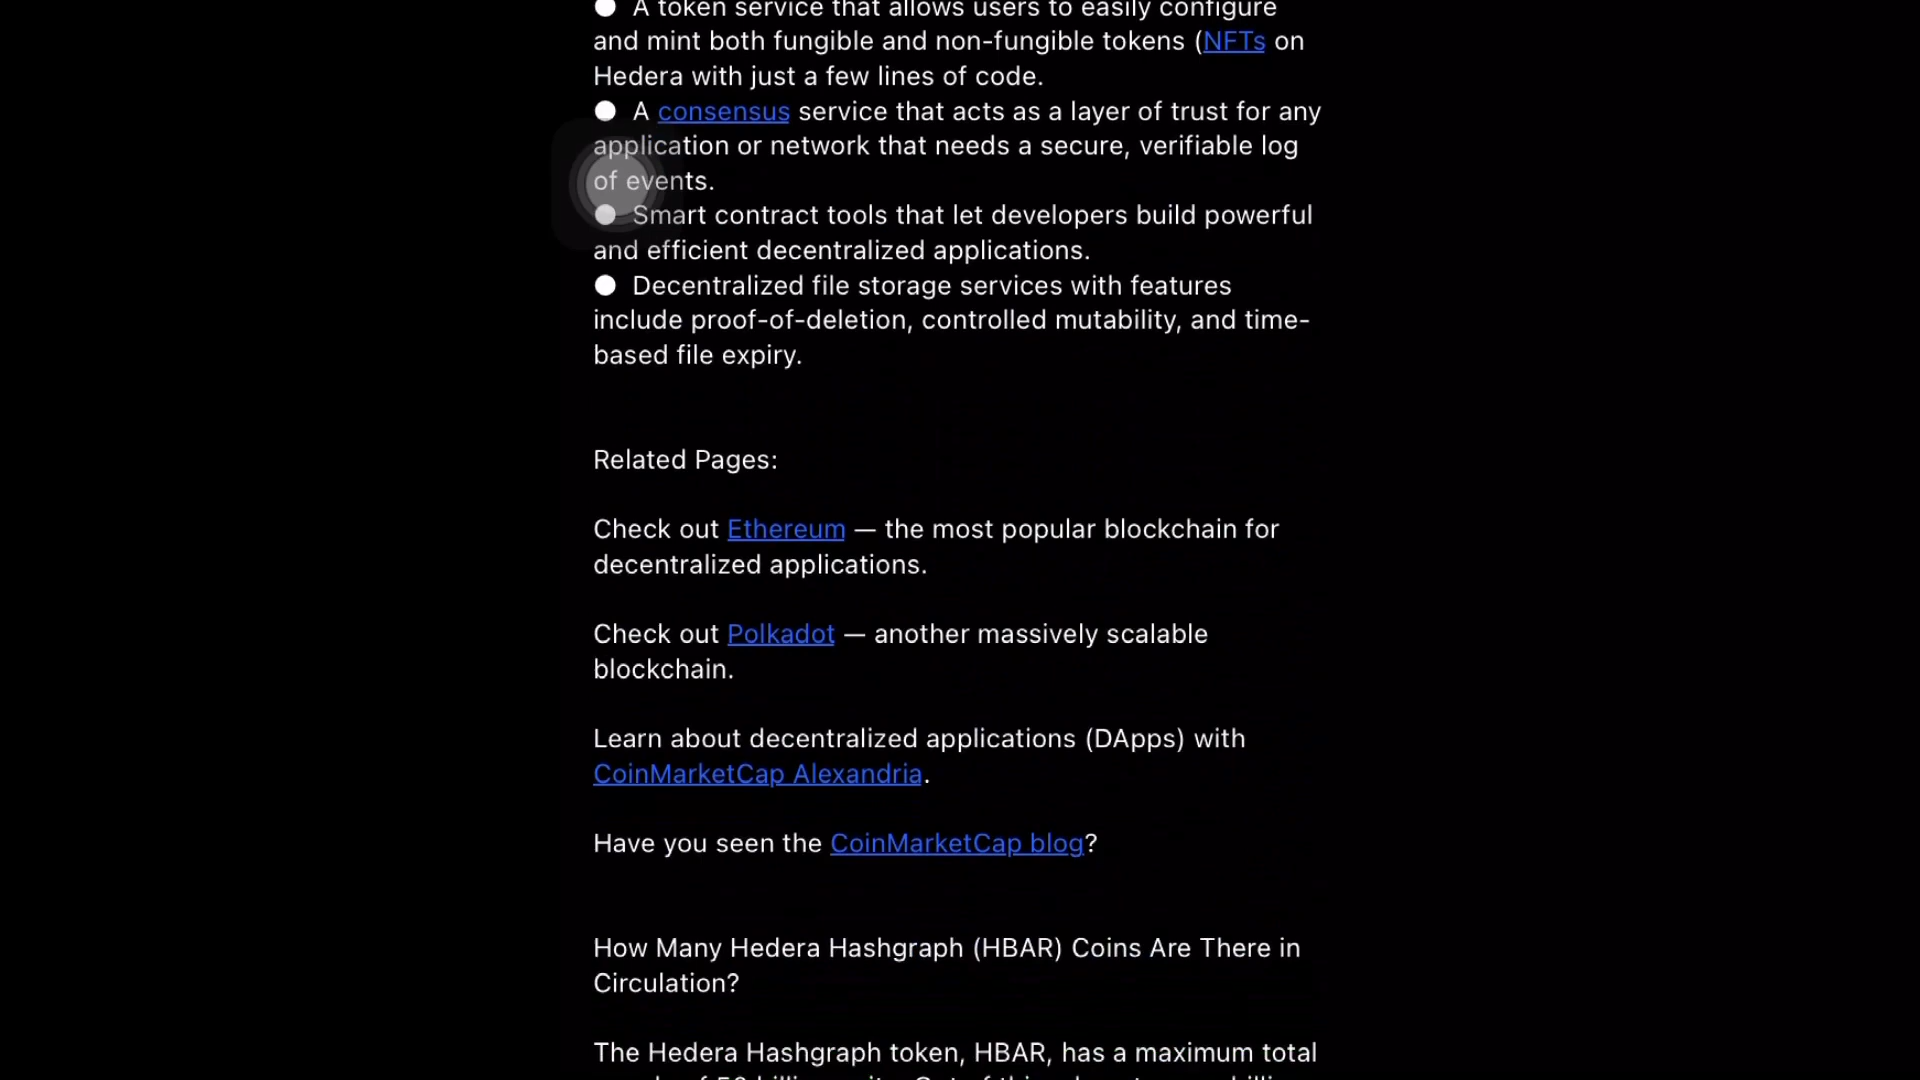 ● A token service that allows users to easily configure
and mint both fungible and non-fungible tokens (NFTs on
Hedera with just a few lines of code.
● A consensus service that acts as a layer of trust for any
application or network that needs a secure, verifiable log
of events.
● Smart contract tools that let developers build powerful
and efficient decentralized applications.
● Decentralized file storage services with features
include proof-of-deletion, controlled mutability, and time-
based file expiry.
Related Pages:
Check out Ethereum — the most popular blockchain for
decentralized applications.
Check out Polkadot — another massively scalable
blockchain.
Learn about decentralized applications (DApps) with
CoinMarketCap Alexandria.
Have you seen the CoinMarketCap blog?
How Many Hedera Hashgraph (HBAR) Coins Are There in
Circulation?
The Hedera Hashgraph token, HBAR, has a maximum total